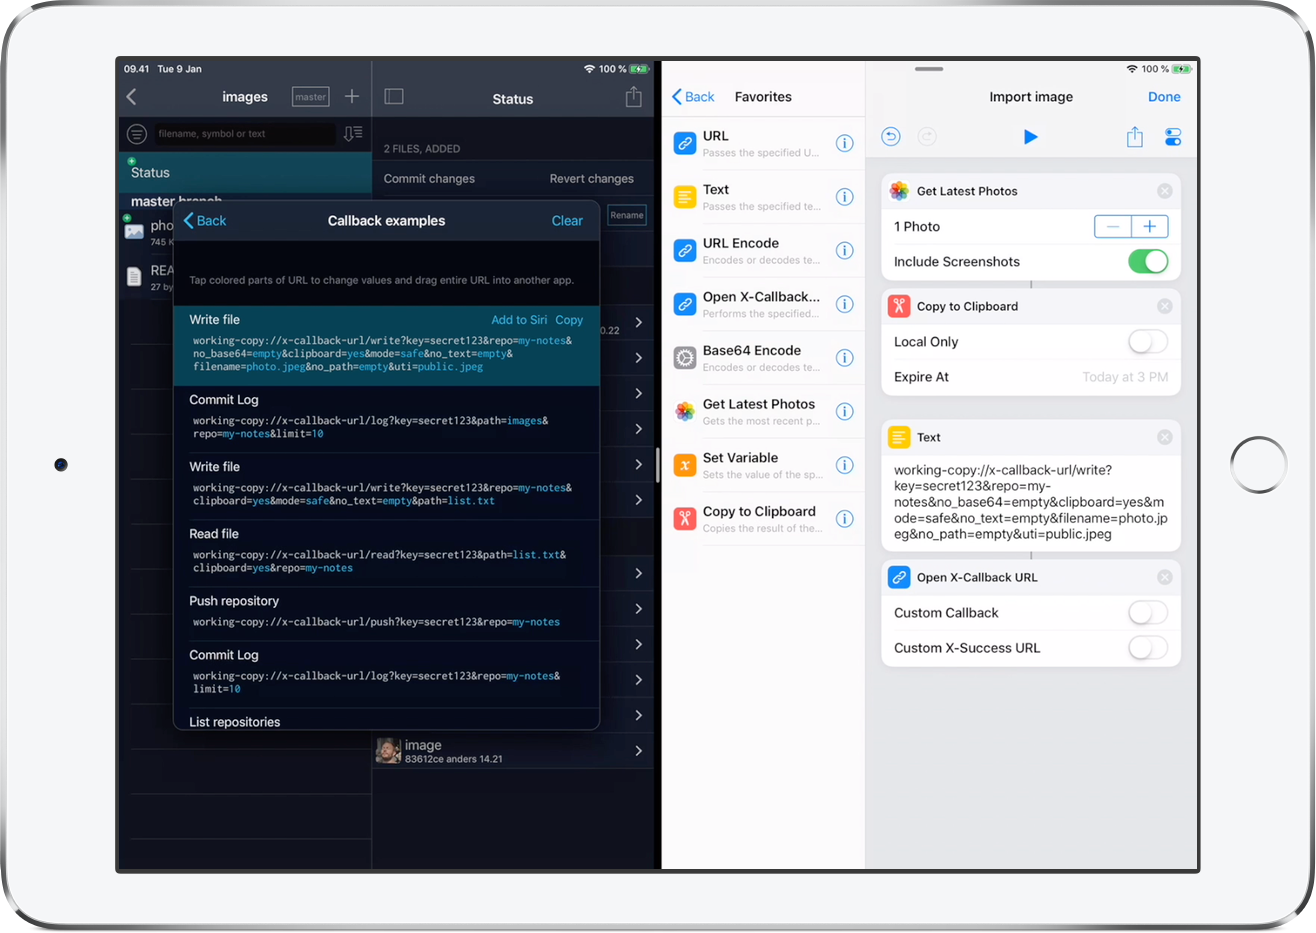 09.41 Tue 9 Jan
100 %
images
master
filename, symbol or text
Status
master branch
pho
745 K
REA
27 by
Status
2 FILES, ADDED
Commit changes Revert changes
Rename
0.22
Back
Callback examples
Clear
Tap colored parts of URL to change values and drag entire URL into another app.
Write file
Add to Siri Copy
working-copy://x-callback-url/write?key=secret123&repo=my-notes&
no_base64=empty&clipboard=yes&mode=safe&no_text=empty&
filename=photo.jpeg&no_path=empty&uti=public.jpeg
Commit Log
working-copy://x-callback-url/log?key=secret123&path=images&
repo=my-notes&limit=10
Write file
working-copy://x-callback-url/write?key=secret123&repo=my-notes&
clipboard=yes&mode=safe&no_text=empty&path=list.txt
Read file
working-copy://x-callback-url/read?key=secret123&path=list.txt&
clipboard=yes&repo=my-notes
Push repository
working-copy://x-callback-url/push?key=secret123&repo=my-notes
Commit Log
working-copy://x-callback-url/log?key=secret123&repo=my-notes&
limit=10
List repositories
image
83612ce anders 14.21
Back
Favorites
URL
Passes the specified U...
Text
Passes the specified te...
URL Encode
Encodes or decodes te...
Open X-Callback...
Performs the specified...
Base64 Encode
Encodes or decodes te...
Get Latest Photos
Gets the most recent p...
Set Variable
Sets the value of the sp...
Copy to Clipboard
Copies the result of the...
100 %
Import image
Done
Get Latest Photos
1 Photo
Include Screenshots
Copy to Clipboard
Local Only
Expire At Today at 3 PM
Text
working-copy://x-callback-url/write?
key=secret123&repo=my-
notes&no_base64=empty&clipboard=yes&m
ode=safe&no_text=empty&filename=photo.jp
eg&no_path=empty&uti=public.jpeg
Open X-Callback URL
Custom Callback
Custom X-Success URL